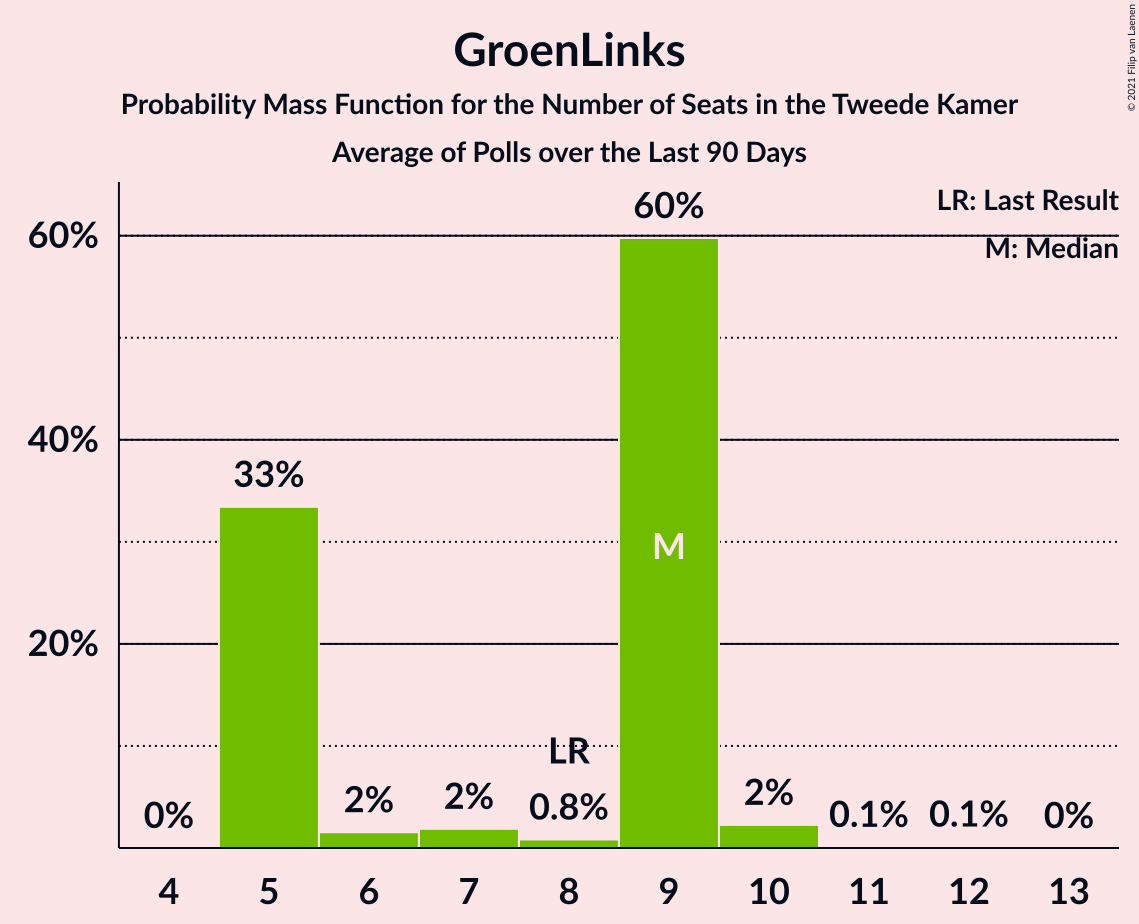 GroenLinks
Probability Mass Function for the Number of Seats in the Tweede Kamer
Average of Polls over the Last 90 Days
© 2021 Filip van Laenen
LR: Last Result
M: Median
60%
40%
20%
0%
33%
2%
2%
LR
0.8%
60%
M
2%
0.1%
0.1%
0%
4 5 6 7 8 9 10 11 12 13